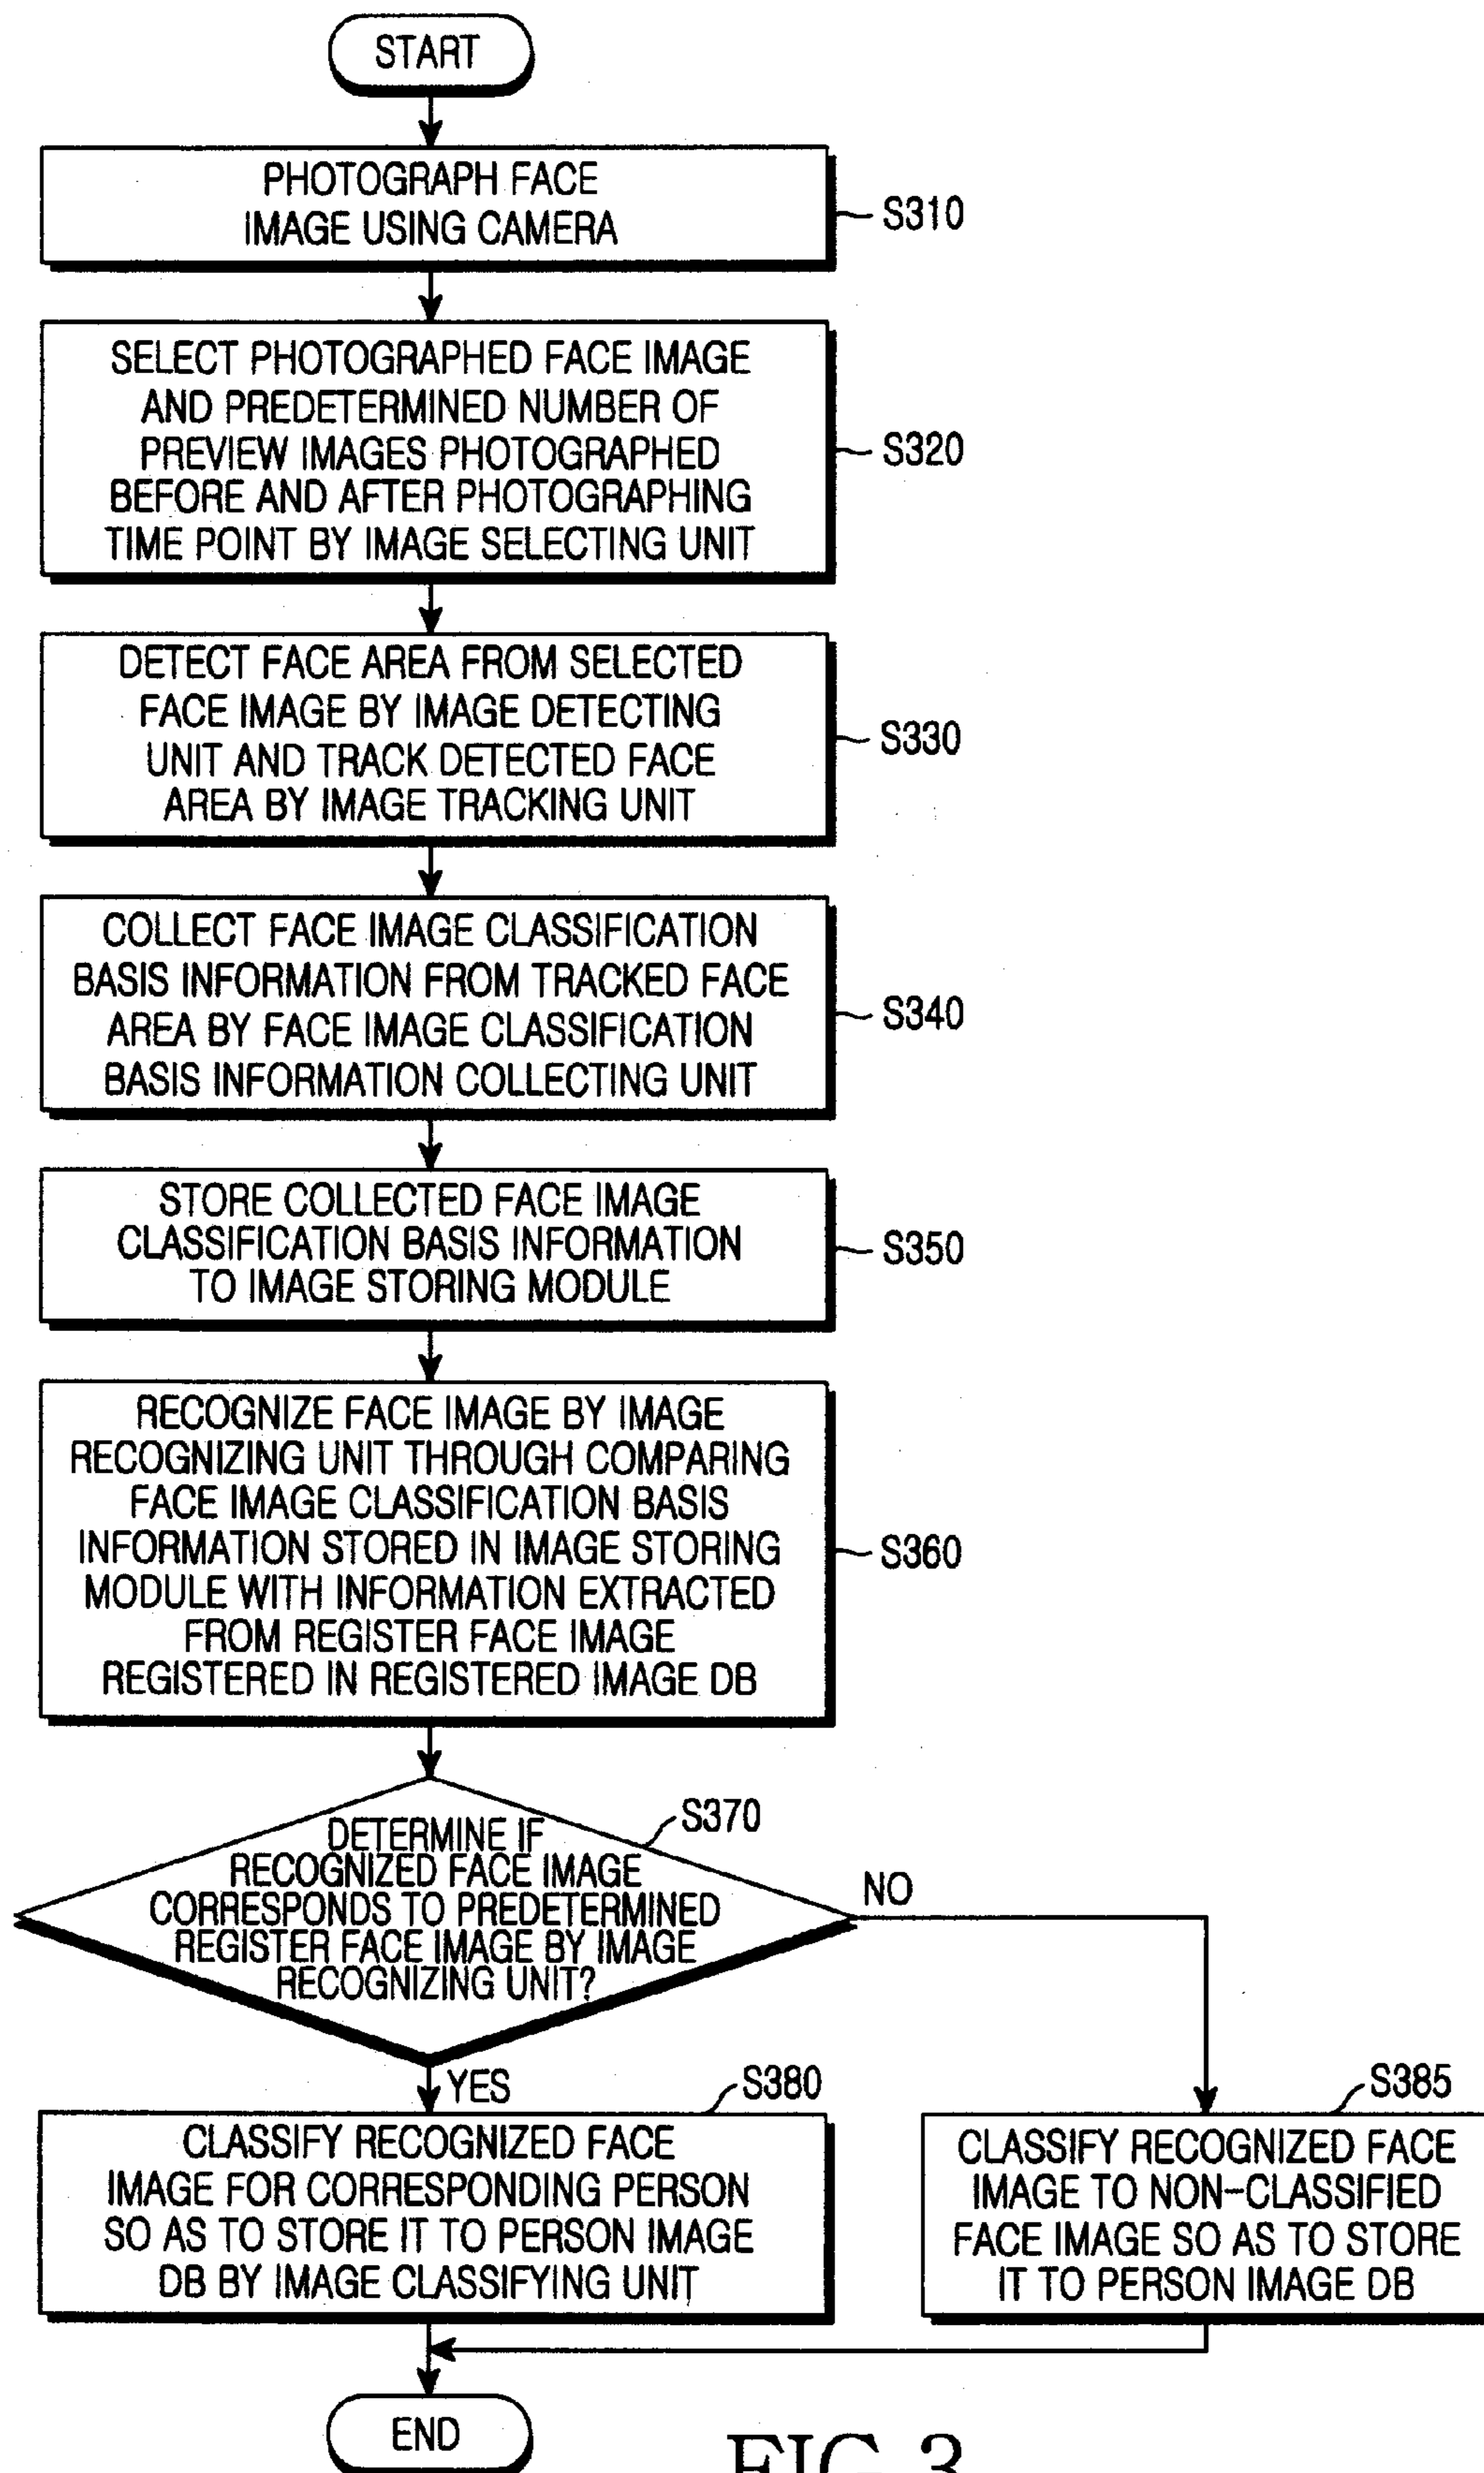 START
PHOTOGRAPH FACE
IMAGE USING CAMERA
S310
SELECT PHOTOGRAPHED FACE IMAGE
AND PREDETERMINED NUMBER OF
PREVIEW IMAGES PHOTOGRAPHED
BEFORE AND AFTER PHOTOGRAPHING
TIME POINT BY IMAGE SELECTING UNIT
S320
DETECT FACE AREA FROM SELECTED
FACE IMAGE BY IMAGE DETECTING
UNIT AND TRACK DETECTED FACE
AREA BY IMAGE TRACKING UNIT
S330
COLLECT FACE IMAGE CLASSIFICATION
BASIS INFORMATION FROM TRACKED FACE
AREA BY FACE IMAGE CLASSIFICATION
BASIS INFORMATION COLLECTING UNIT
S340
STORE COLLECTED FACE IMAGE
CLASSIFICATION BASIS INFORMATION
TO IMAGE STORING MODULE
S350
RECOGNIZE FACE IMAGE BY IMAGE
RECOGNIZING UNIT THROUGH COMPARING
FACE IMAGE CLASSIFICATION BASIS
INFORMATION STORED IN IMAGE STORING
MODULE WITH INFORMATION EXTRACTED
FROM REGISTER FACE IMAGE
REGISTERED IN REGISTERED IMAGE DB
S360
S370
DETERMINE IF
RECOGNIZED FACE IMAGE
CORRESPONDS TO PREDETERMINED
REGISTER FACE IMAGE BY IMAGE
RECOGNIZING UNIT?
NO
YES
S380
CLASSIFY RECOGNIZED FACE
IMAGE FOR CORRESPONDING PERSON
SO AS TO STORE IT TO PERSON IMAGE
DB BY IMAGE CLASSIFYING UNIT
S385
CLASSIFY RECOGNIZED FACE
IMAGE TO NON-CLASSIFIED
FACE IMAGE SO AS TO STORE
IT TO PERSON IMAGE DB
END
FIG.3